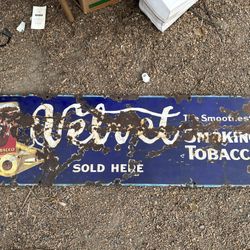 Velvet
The Smoothest
SMOKING
TOBACCO
SOLD HERE